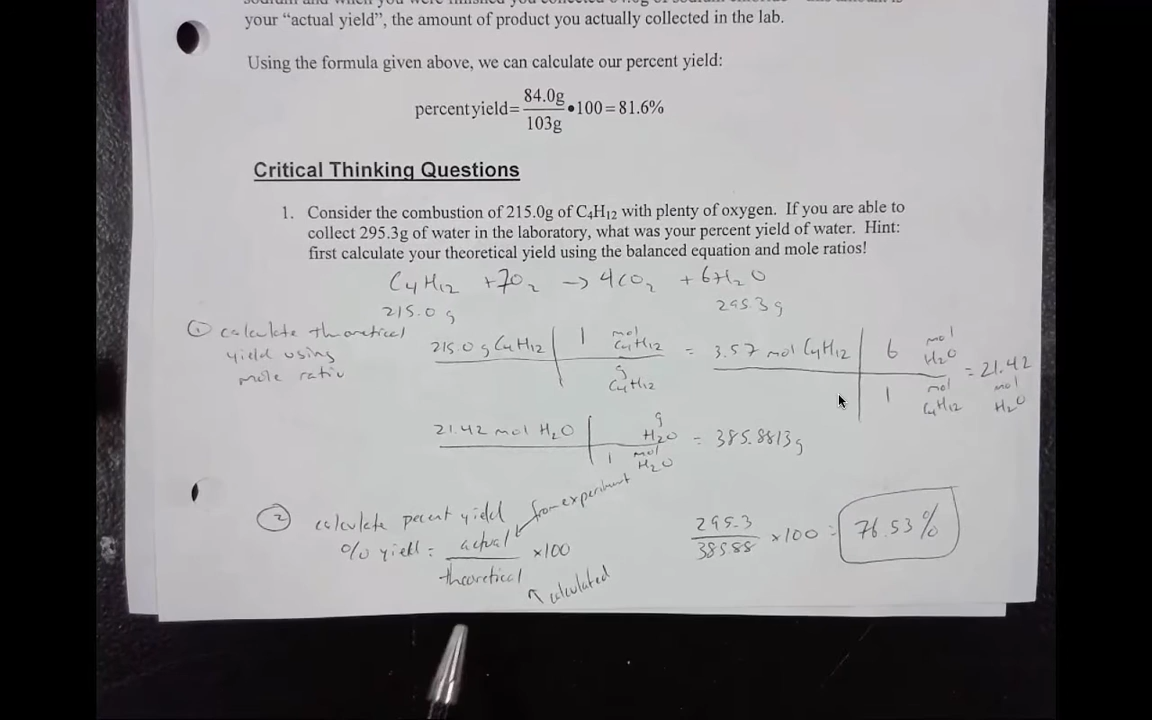 your “actual yield”, the amount of product you actually collected in the lab.
Using the formula given above, we can calculate our percent yield:
percent yield= 84.0g / 103g •100=81.6%
Critical Thinking Questions
1. Consider the combustion of 215.0g of C₄H₁₂ with plenty of oxygen. If you are able to
collect 295.3g of water in the laboratory, what was your percent yield of water. Hint:
first calculate your theoretical yield using the balanced equation and mole ratios!
C₄H₁₂ +7O₂ → 4CO₂ +6H₂O
215.0 g 295.3 g
① calculate theoretical
yield using
mole ratio
215.0 g C₄H₁₂ | 1 mol C₄H₁₂ / g C₄H₁₂ = 3.57 mol C₄H₁₂ | 6 mol H₂O / 1 mol C₄H₁₂ = 21.42 mol H₂O
21.42 mol H₂O | g H₂O / 1 mol H₂O = 385.8813g
② calculate percent yield
% yield = actual / theoretical ×100
from experiment
calculated
295.3 / 385.88 ×100 = 76.53%